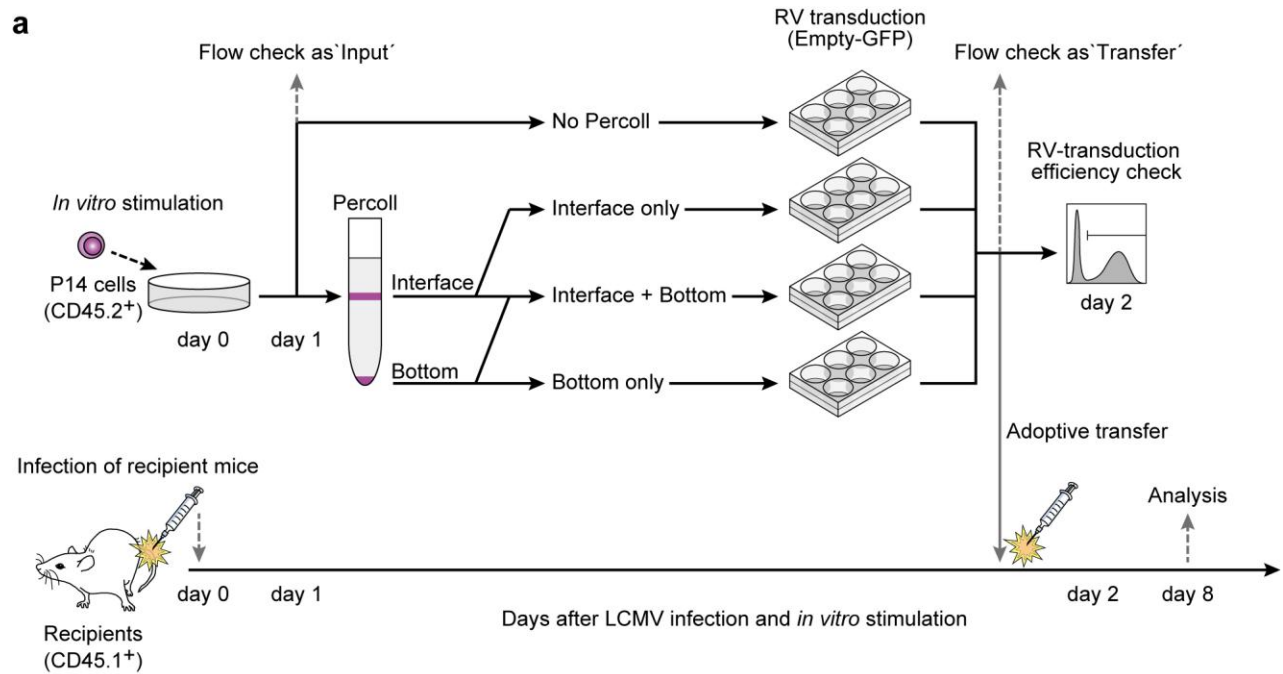 a
RV transduction
(Empty-GFP)
Flow check as`Input´
Flow check as`Transfer´
No Percoll
RV-transduction
efficiency check
In vitro stimulation
Percoll
Interface only
P14 cells
(CD45.2+)
Interface
Interface + Bottom
day 2
day 0
day 1
Bottom
Bottom only
Adoptive transfer
Infection of recipient mice
Analysis
day 0
day 1
day 2
day 8
Days after LCMV infection and in vitro stimulation
Recipients
(CD45.1+)